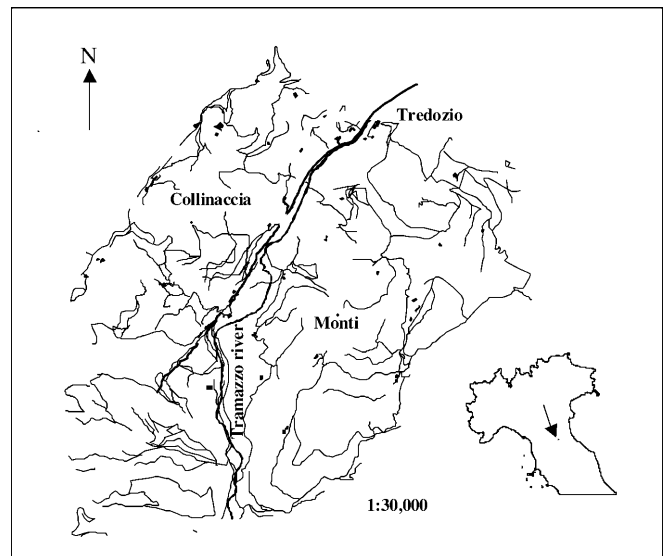 N
Tredozio
Collinaccia
Monti
Tramazzo river
1:30,000